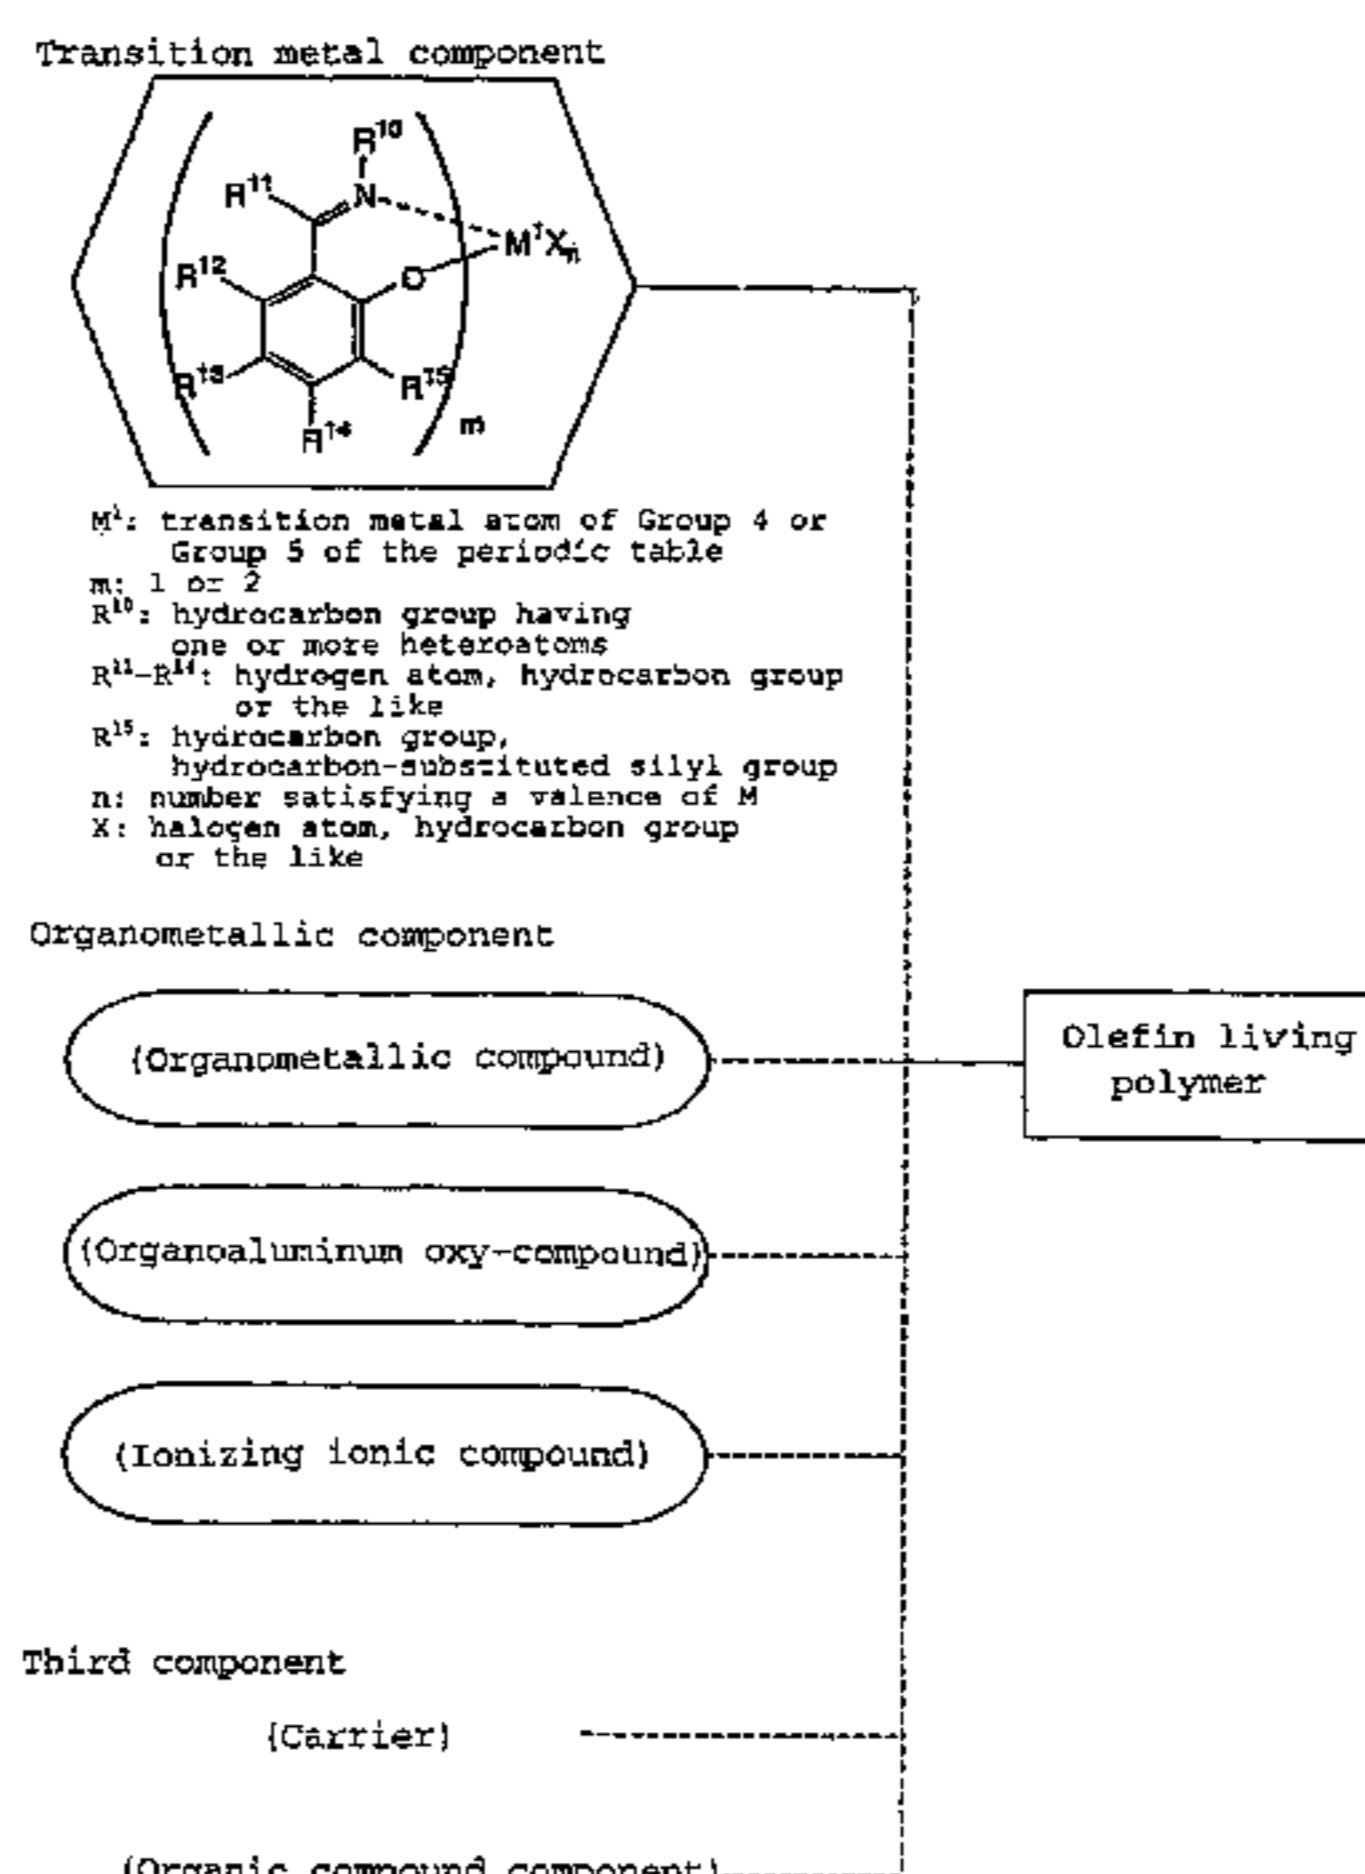 Transition metal component
R¹⁰
R¹¹
N
M¹Xₙ
R¹²
O
R¹³
R¹⁵
R¹⁴
m
M¹: transition metal atom of Group 4 or
Group 5 of the periodic table
m: 1 or 2
R¹⁰: hydrocarbon group having
one or more heteroatoms
R¹¹-R¹⁴: hydrogen atom, hydrocarbon group
or the like
R¹⁵: hydrocarbon group,
hydrocarbon-substituted silyl group
n: number satisfying a valence of M
X: halogen atom, hydrocarbon group
or the like
Organometallic component
(Organometallic compound)
Olefin living
polymer
(Organoaluminum oxy-compound)
(Ionizing ionic compound)
Third component
(Carrier)
(Organic compound component)